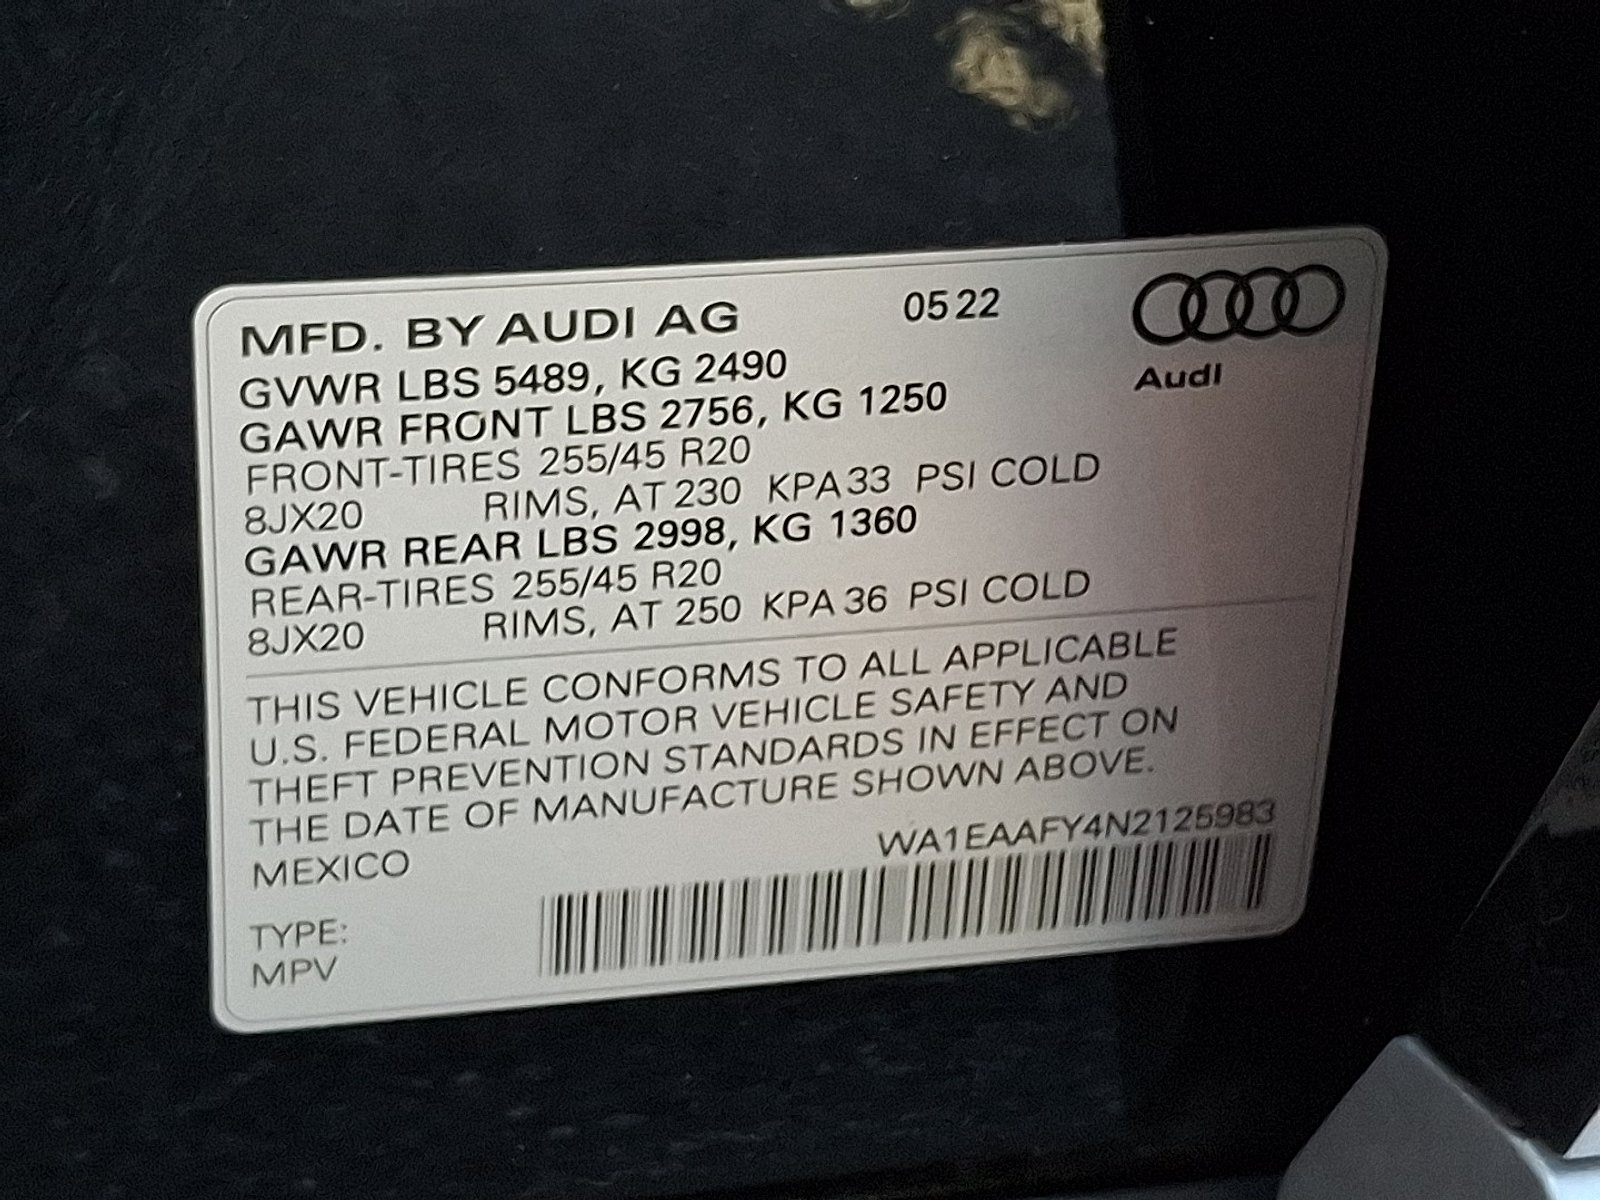 MFD. BY AUDI AG 0522
Audi
GVWR LBS 5489, KG 2490
GAWR FRONT LBS 2756, KG 1250
FRONT-TIRES 255/45 R20
8JX20 RIMS, AT 230 KPA 33 PSI COLD
GAWR REAR LBS 2998, KG 1360
REAR-TIRES 255/45 R20
8JX20 RIMS, AT 250 KPA 36 PSI COLD
THIS VEHICLE CONFORMS TO ALL APPLICABLE
U.S. FEDERAL MOTOR VEHICLE SAFETY AND
THEFT PREVENTION STANDARDS IN EFFECT ON
THE DATE OF MANUFACTURE SHOWN ABOVE.
MEXICO WA1EAAFY4N2125983
TYPE:
MPV